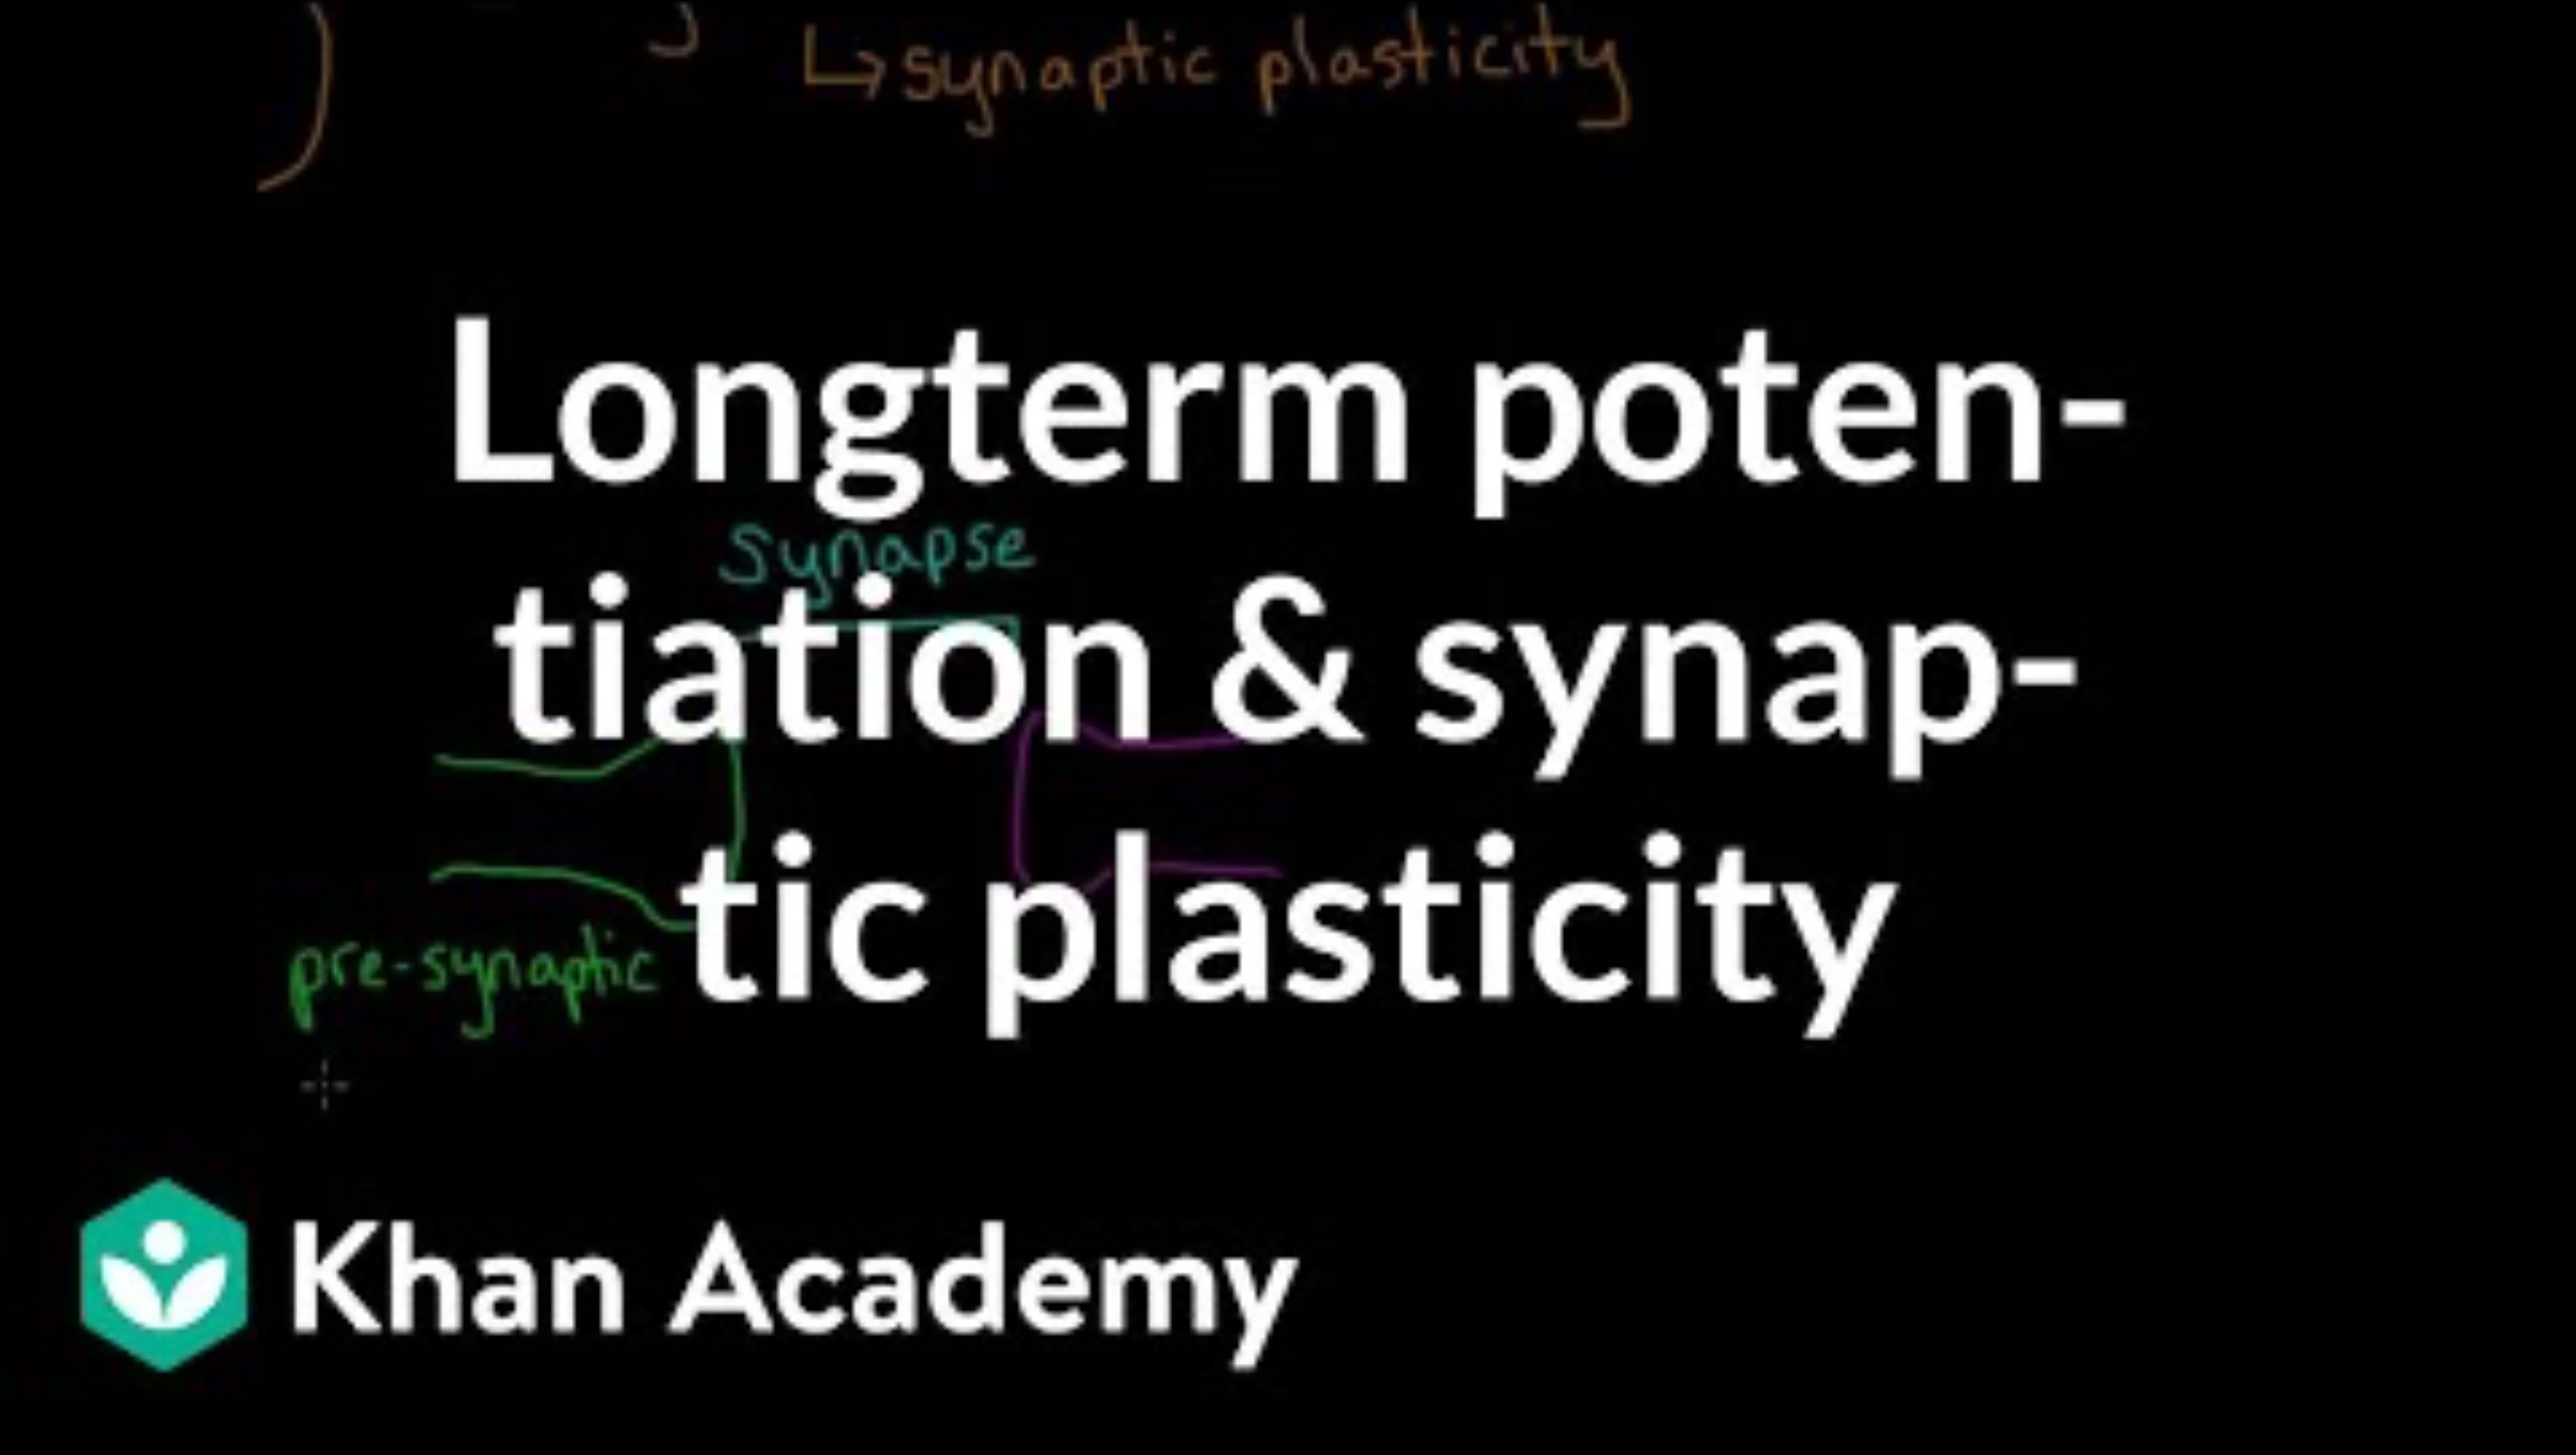 ↳synaptic plasticity
Longterm poten-
synapse
tiation & synap-
tic plasticity
pre-synaptic
Khan Academy